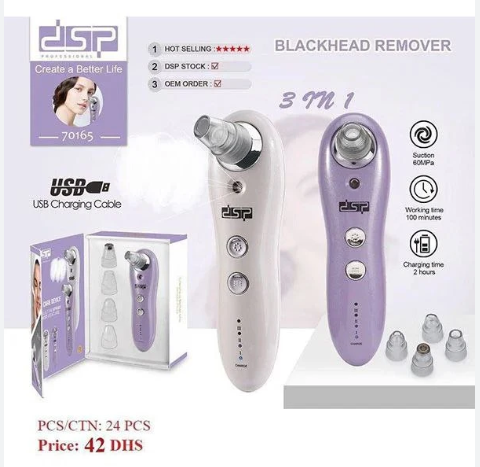 dsp
PROFESSIONAL
Create a Better Life
70165
1 HOT SELLING : ★★★★★
2 DSP STOCK : ☑
3 OEM ORDER : ☑
BLACKHEAD REMOVER
3 IN 1
USB
USB Charging Cable
dsp
dsp
Suction
60MPa
Working time
100 minutes
Charging time
2 hours
CHARGE
CHARGE
PCS/CTN: 24 PCS
Price: 42 DHS